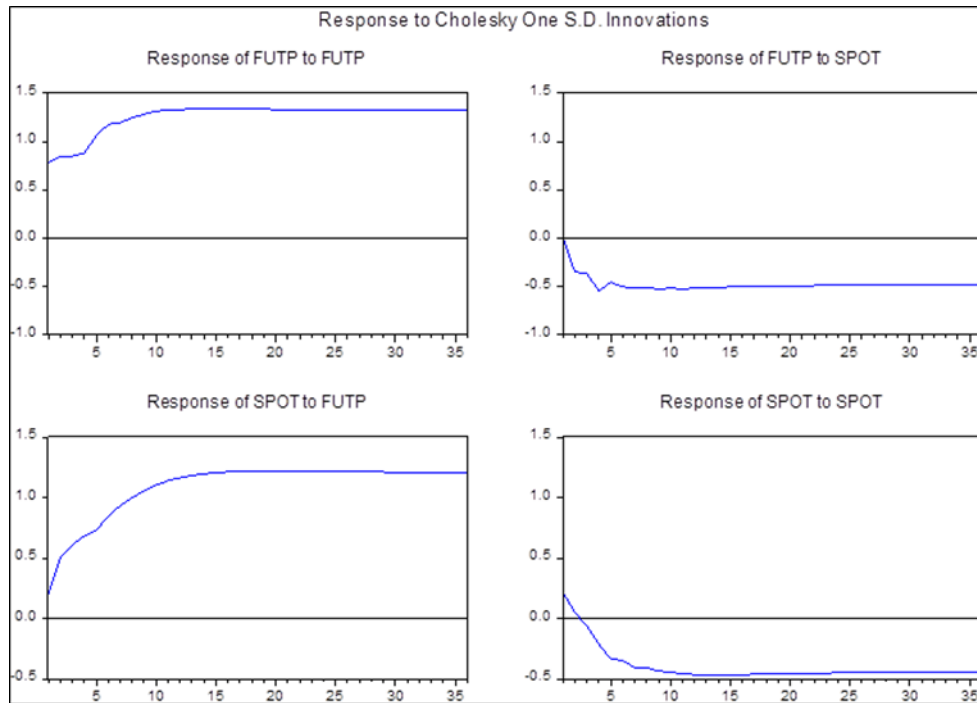 Response to Cholesky One S.D. Innovations
Response of FUTP to FUTP
1.5
1.0
0.5
0.0
-0.5
-1.0
5 10 15 20 25 30 35
Response of FUTP to SPOT
1.5
1.0
0.5
0.0
-0.5
-1.0
5 10 15 20 25 30 35
Response of SPOT to FUTP
1.5
1.0
0.5
0.0
-0.5
5 10 15 20 25 30 35
Response of SPOT to SPOT
1.5
1.0
0.5
0.0
-0.5
5 10 15 20 25 30 35